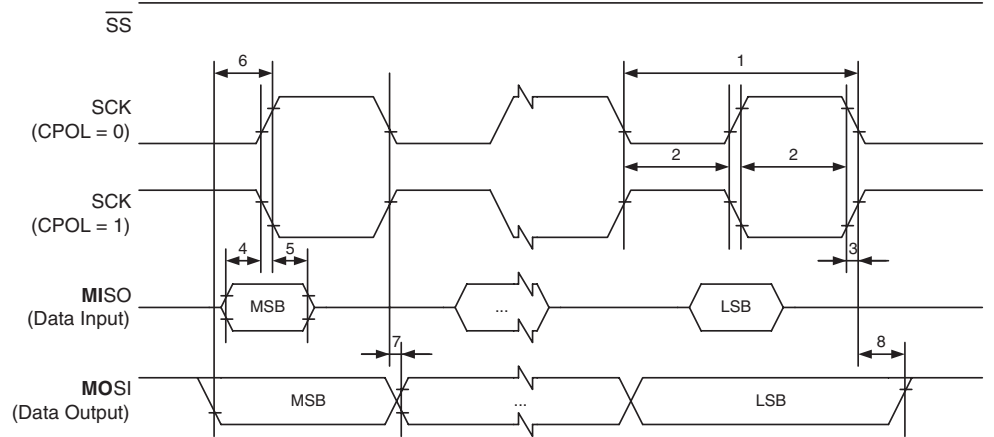 SS
6
1
SCK
(CPOL = 0)
2
2
SCK
(CPOL = 1)
4
5
3
MISO
(Data Input)
MSB
...
LSB
7
8
MOSI
(Data Output)
MSB
...
LSB